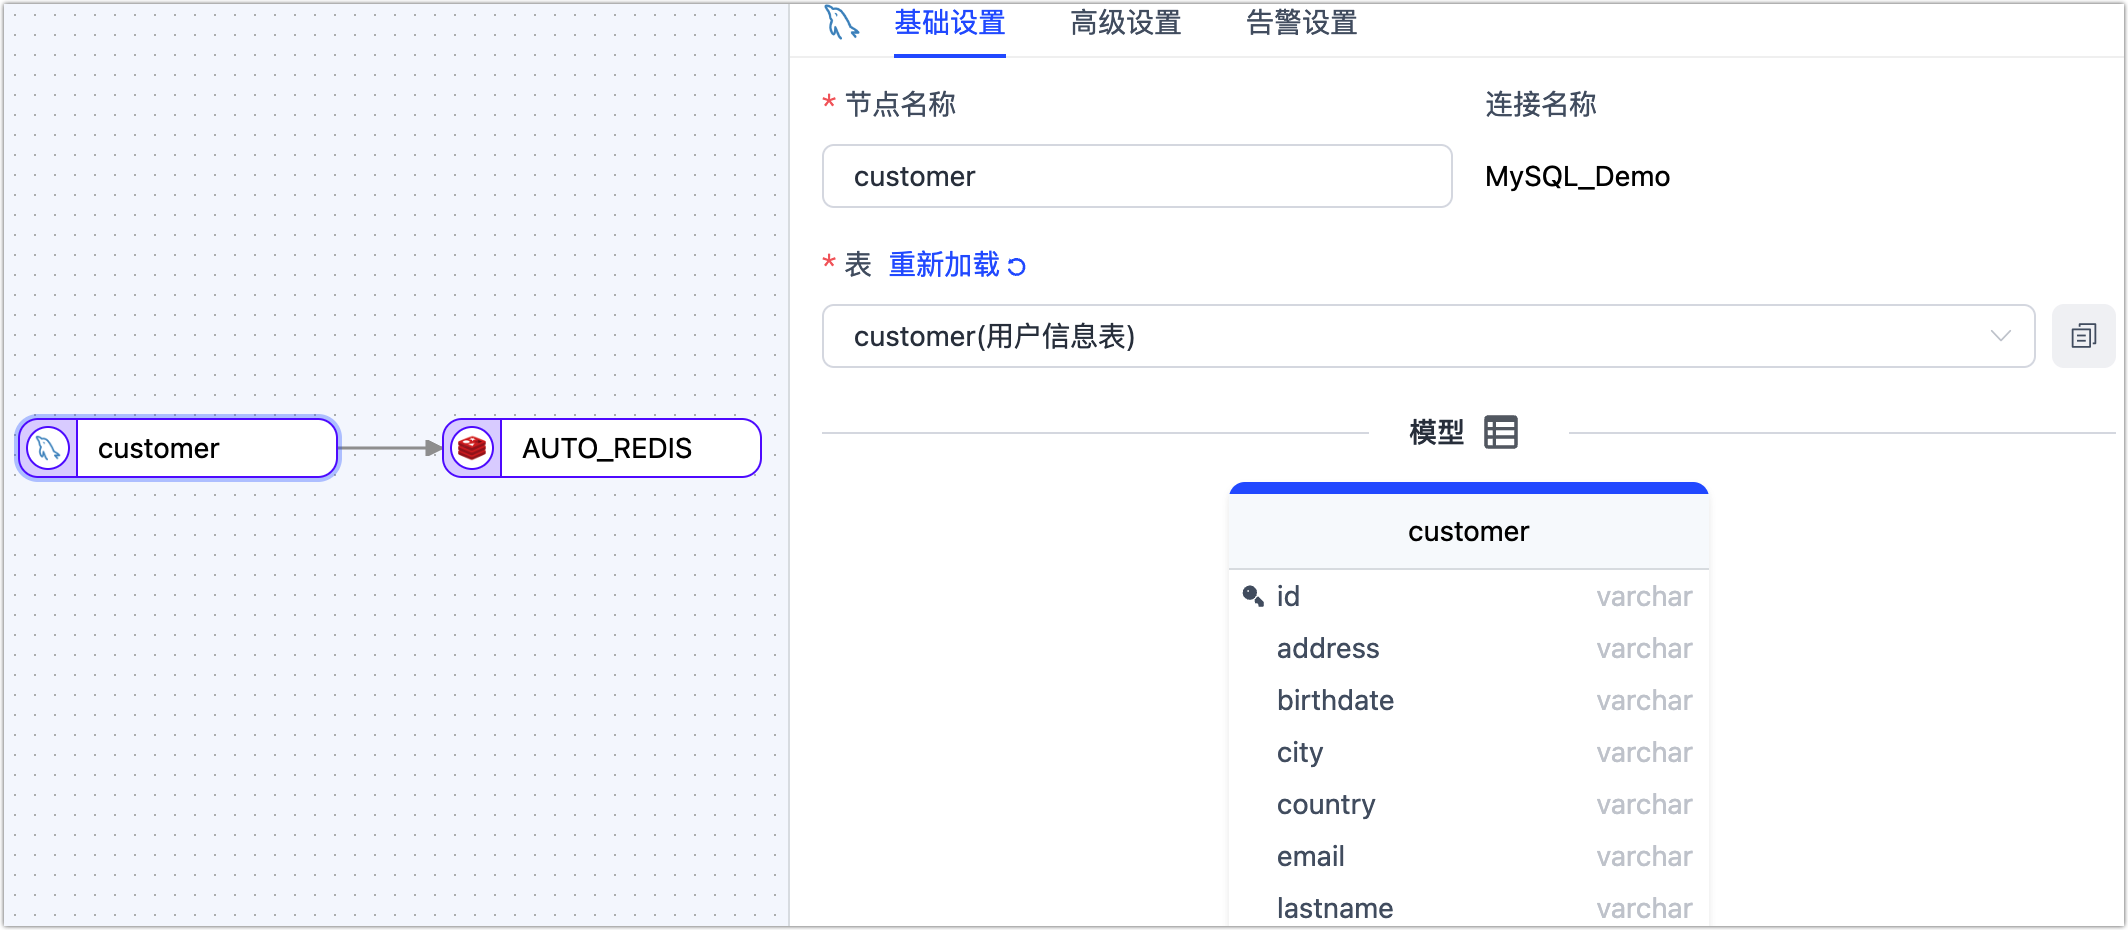 基础设置 高级设置 告警设置
* 节点名称 连接名称
customer MySQL_Demo
* 表 重新加载
customer(用户信息表)
customer AUTO_REDIS
模型
customer
id varchar
address varchar
birthdate varchar
city varchar
country varchar
email varchar
lastname varchar